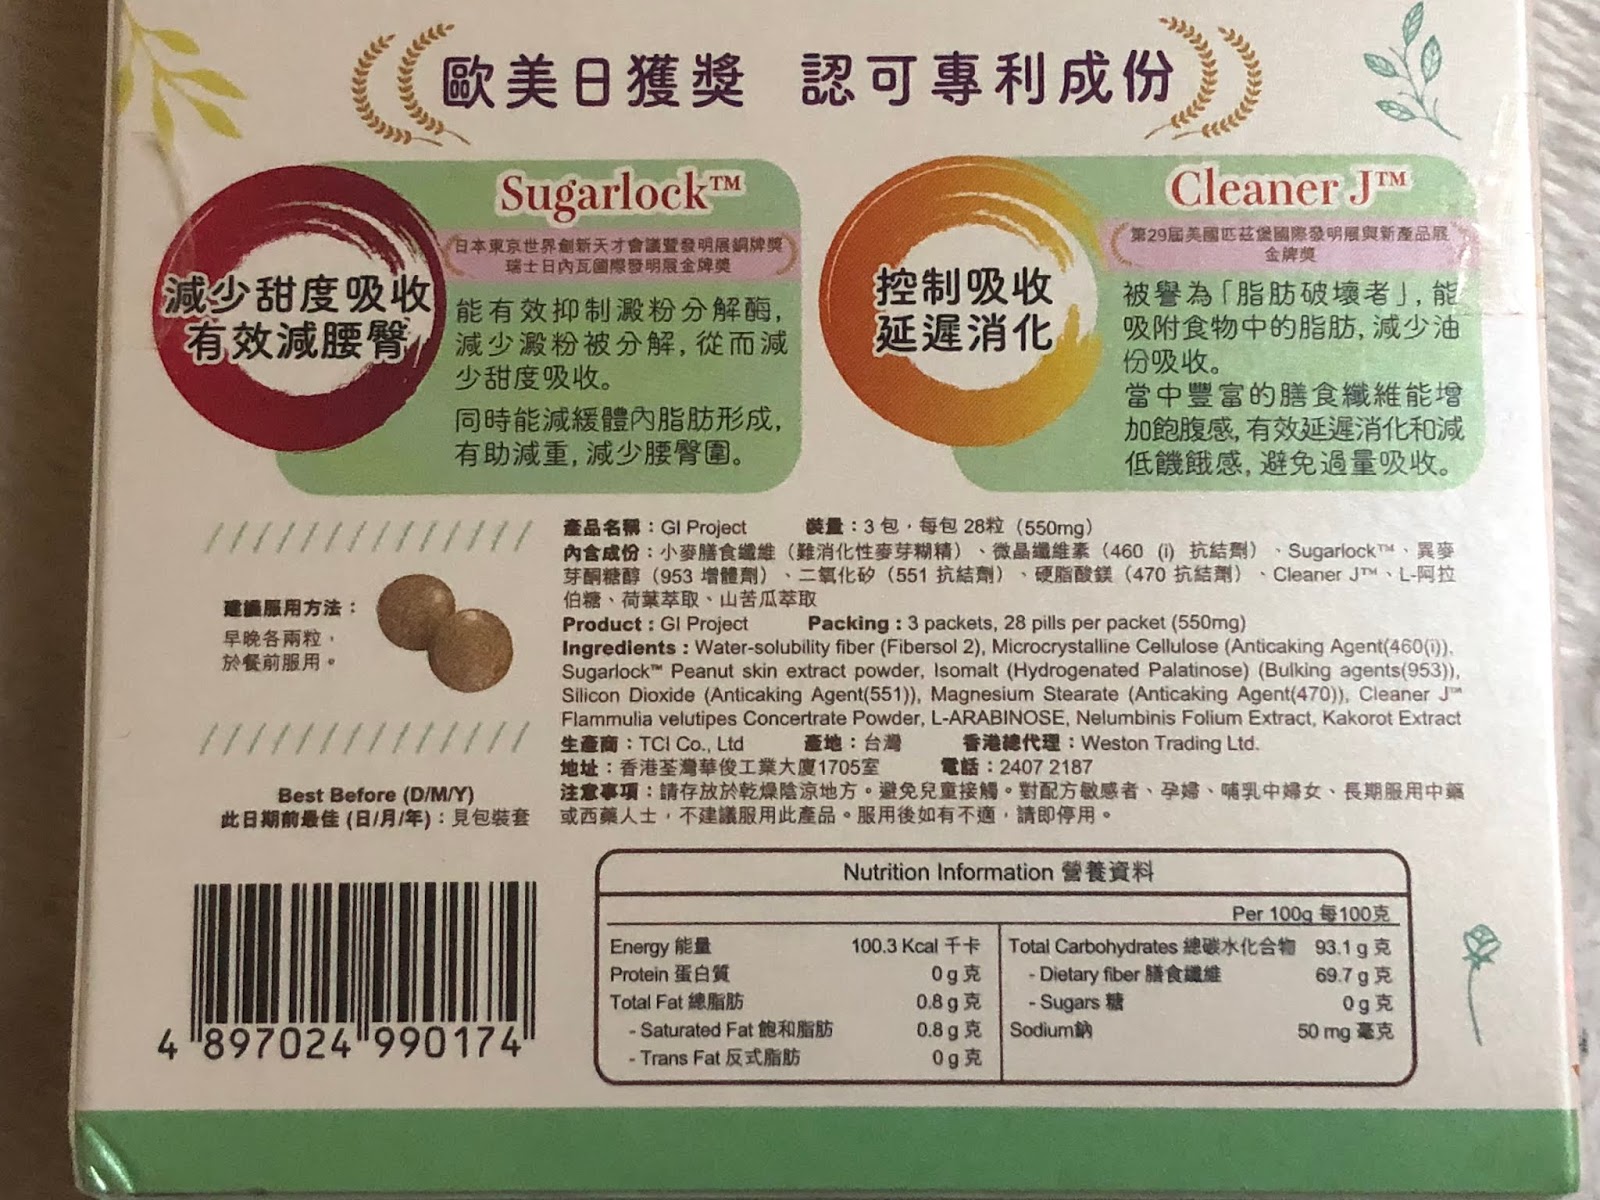 歐美日獲獎 認可專利成份
Sugarlock™
日本東京世界創新天才會議暨發明展銅牌獎
瑞士日內瓦國際發明展金牌獎
減少甜度吸收
有效減腰臀
能有效抑制澱粉分解酶,
減少澱粉被分解, 從而減
少甜度吸收。
同時能減緩體內脂肪形成,
有助減重, 減少腰臀圍。
Cleaner J™
第29屆美國匹茲堡國際發明展與新產品展
金牌獎
控制吸收
延遲消化
被譽為「脂肪破壞者」, 能
吸附食物中的脂肪, 減少油
份吸收。
當中豐富的膳食纖維能增
加飽腹感, 有效延遲消化和減
低饑餓感, 避免過量吸收。
建議服用方法：
早晚各兩粒，
於餐前服用。
Best Before (D/M/Y)
此日期前最佳 (日/月/年)：見包裝套
4 897024 990174
產品名稱：GI Project 裝量：3 包，每包 28粒（550mg）
內含成份：小麥膳食纖維（難消化性麥芽糊精）、微晶纖維素（460 (i) 抗結劑）、Sugarlock™、異麥
芽酮糖醇（953 增體劑）、二氧化矽（551 抗結劑）、硬脂酸鎂（470 抗結劑）、Cleaner J™、L-阿拉
伯糖、荷葉萃取、山苦瓜萃取
Product : GI Project Packing : 3 packets, 28 pills per packet (550mg)
Ingredients : Water-solubility fiber (Fibersol 2), Microcrystalline Cellulose (Anticaking Agent(460(i)),
Sugarlock™ Peanut skin extract powder, Isomalt (Hydrogenated Palatinose) (Bulking agents(953)),
Silicon Dioxide (Anticaking Agent(551)), Magnesium Stearate (Anticaking Agent(470)), Cleaner J™
Flammulia velutipes Concertrate Powder, L-ARABINOSE, Nelumbinis Folium Extract, Kakorot Extract
生產商：TCI Co., Ltd 產地：台灣 香港總代理：Weston Trading Ltd.
地址：香港荃灣華俊工業大廈1705室 電話：2407 2187
注意事項：請存放於乾燥陰涼地方。避免兒童接觸。對配方敏感者、孕婦、哺乳中婦女、長期服用中藥
或西藥人士，不建議服用此產品。服用後如有不適，請即停用。
Nutrition Information 營養資料
Per 100g 每100克
Energy 能量 100.3 Kcal 千卡
Protein 蛋白質 0 g 克
Total Fat 總脂肪 0.8 g 克
- Saturated Fat 飽和脂肪 0.8 g 克
- Trans Fat 反式脂肪 0 g 克
Total Carbohydrates 總碳水化合物 93.1 g 克
- Dietary fiber 膳食纖維 69.7 g 克
- Sugars 糖 0 g 克
Sodium鈉 50 mg 毫克